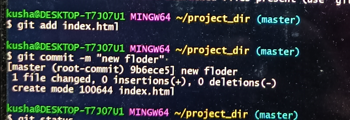 kusha@DESKTOP-T7J07U1 MINGW64 ~/project_dir (master)
$ git add index.html
kusha@DESKTOP-T7J07U1 MINGW64 ~/project_dir (master)
$ git commit -m "new floder"
[master (root-commit) 9b6ece5] new floder
1 file changed, 0 insertions(+), 0 deletions(-)
create mode 100644 index.html
kusha@DESKTOP-T7J07U1 MINGW64 ~/project_dir (master)
$ git status